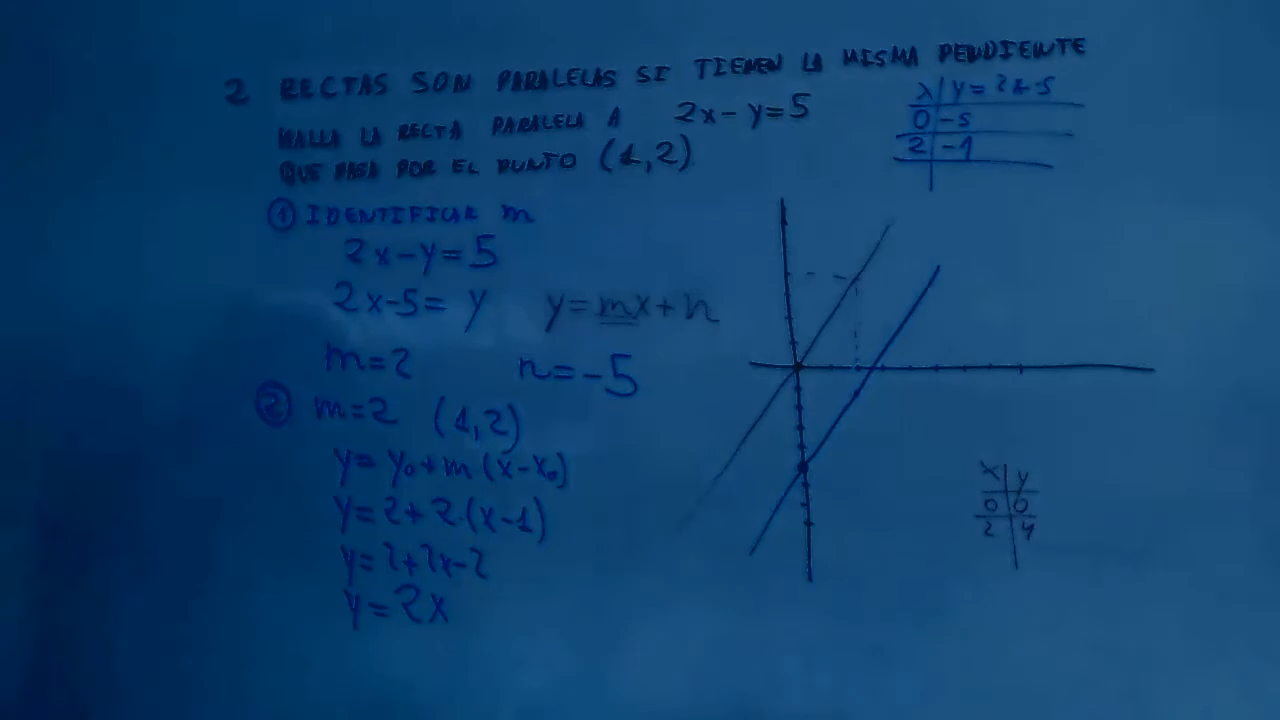 2 RECTAS SON PARALELAS SI TIENEN LA MISMA PENDIENTE
HALLA LA RECTA PARALELA A 2x-y=5
QUE PASA POR EL PUNTO (1,2)
x y=2x-5
0 -5
2 -1
① IDENTIFICAR m
2x-y=5
2x-5=y y=mx+n
m=2 n=-5
② m=2 (1,2)
y=y₀+m(x-x₀)
y=2+2·(x-1)
y=2+2x-2
y=2x
x y
0 0
2 4